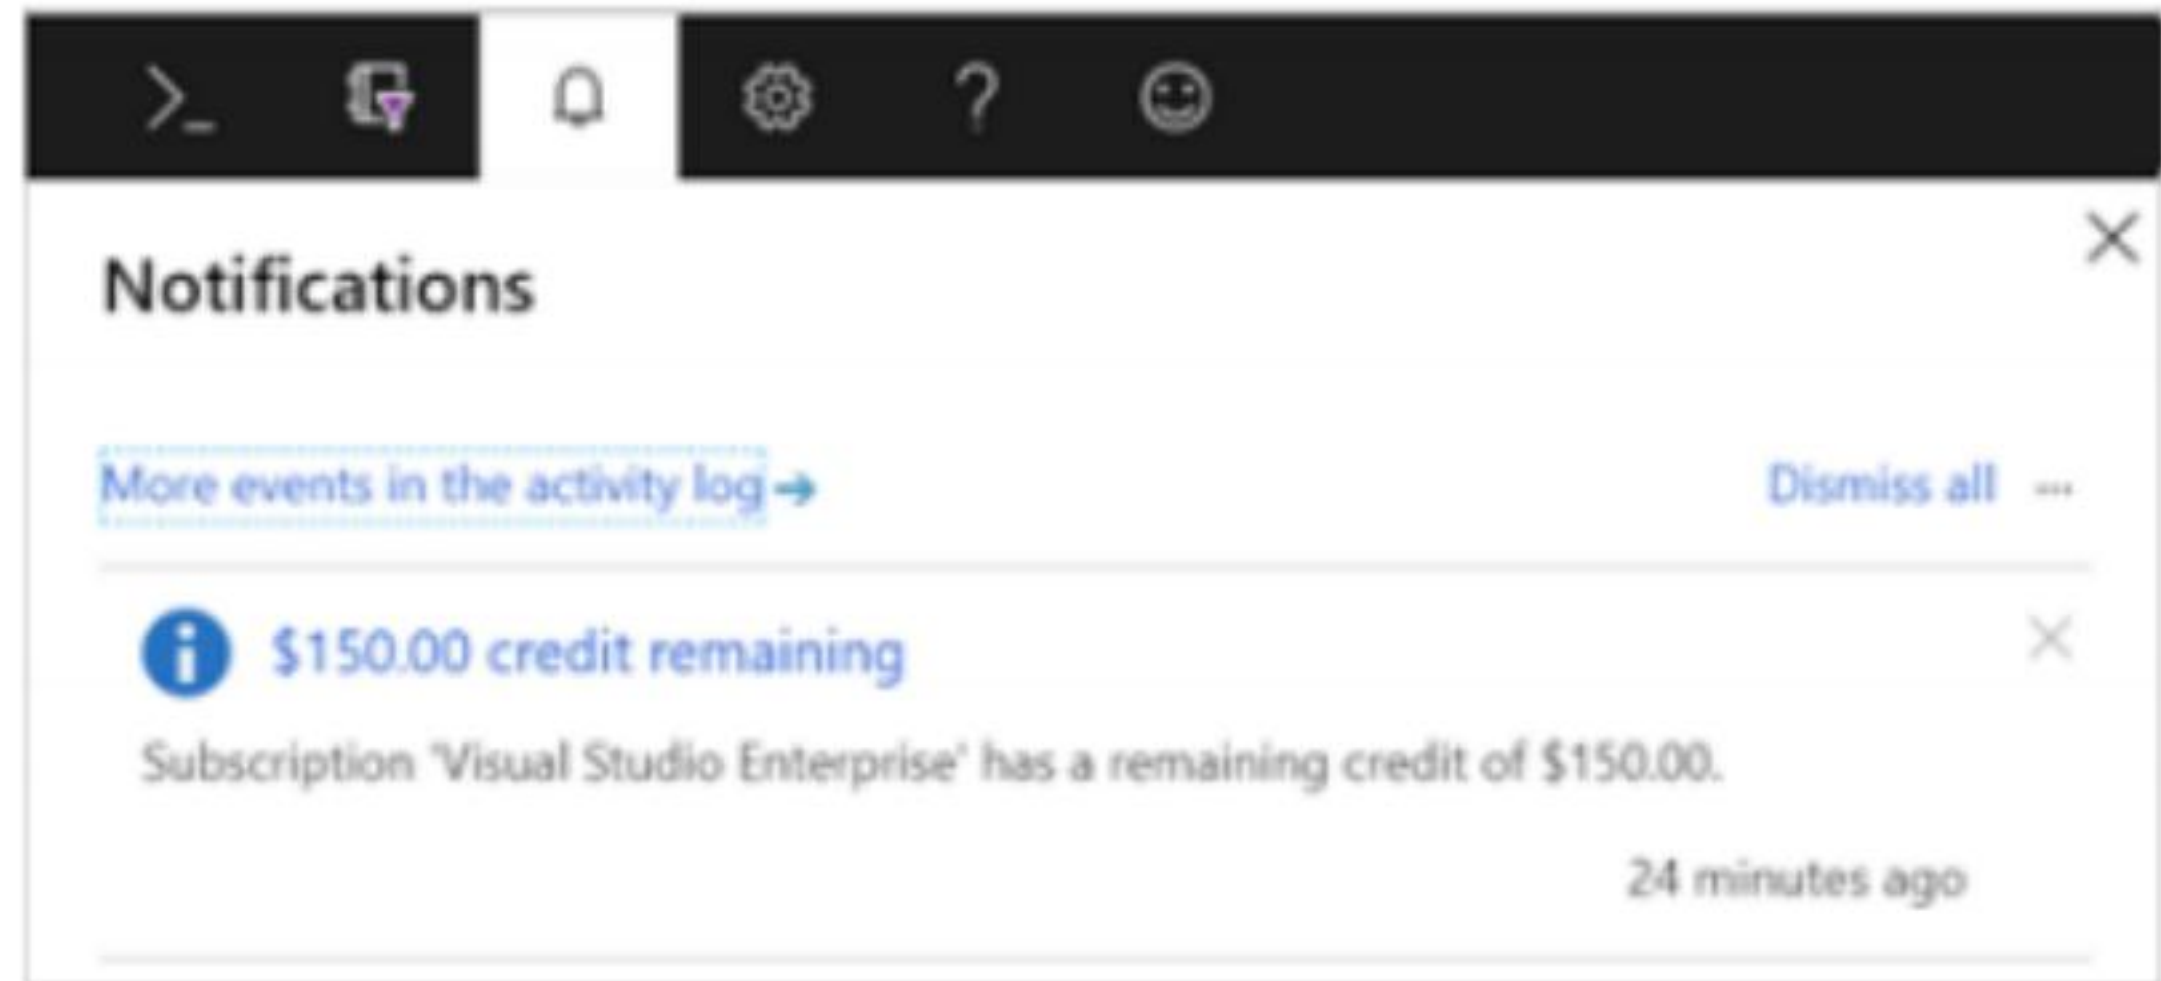 Notifications
More events in the activity log → Dismiss all ...
$150.00 credit remaining
Subscription 'Visual Studio Enterprise' has a remaining credit of $150.00.
24 minutes ago